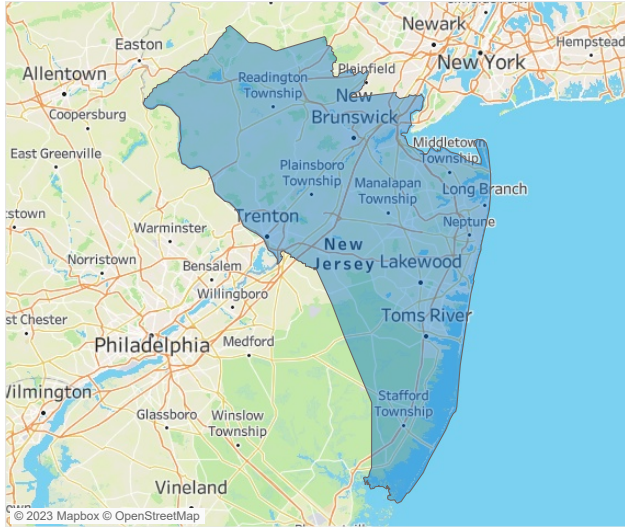 Newark
Easton
Hempstead
New York
Plainfield
Allentown
Readington
Township
New
Brunswick
Coopersburg
Middletown
Township
East Greenville
Plainsboro
Township
Manalapan
Township
Long Branch
tstown
Trenton
Neptune
Warminster
New
Jersey
Lakewood
Norristown
Bensalem
Willingboro
st Chester
Toms River
Philadelphia
Medford
Wilmington
Stafford
Township
Glassboro
Winslow
Township
Vineland
© 2023 Mapbox © OpenStreetMap